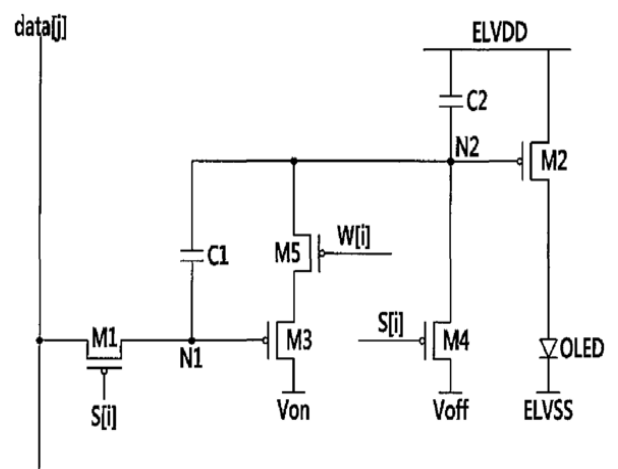 data[j]
ELVDD
C2
N2
M2
W[i]
M5
C1
S[i]
M1
M3
M4
OLED
N1
S[i]
Von
Voff
ELVSS